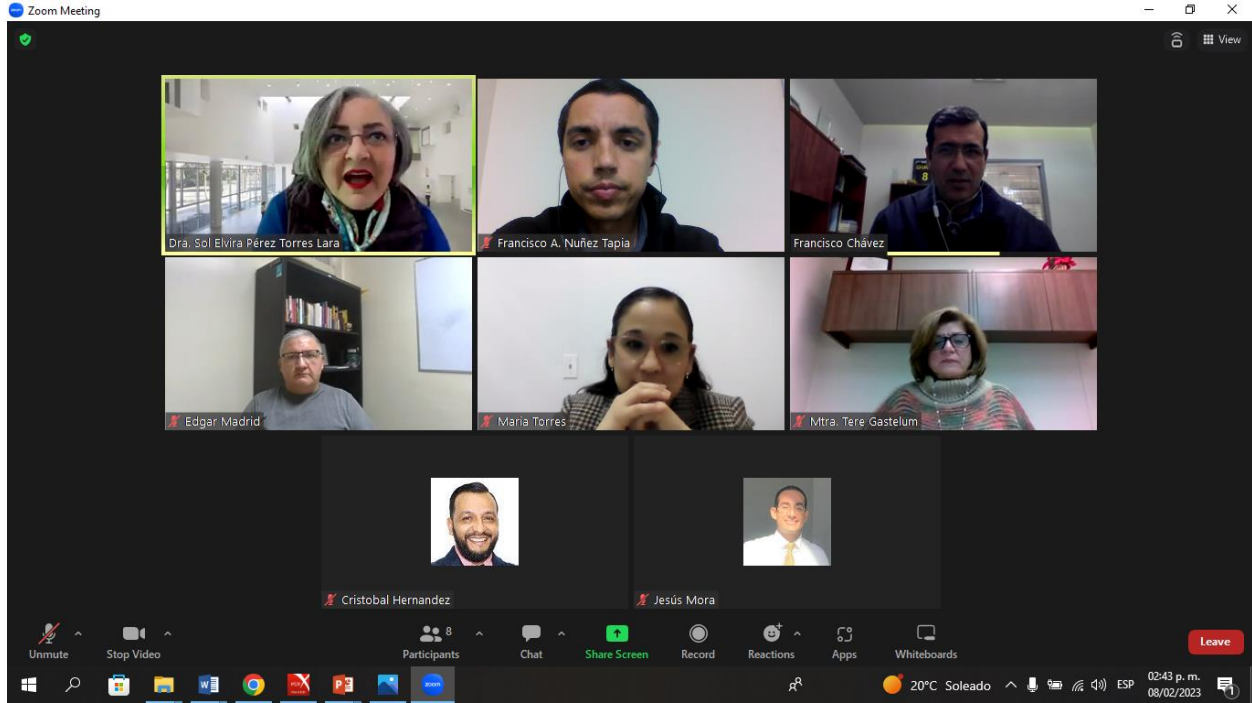 Zoom Meeting
View
Dra. Sol Elvira Pérez Torres Lara
Francisco A. Nuñez Tapia
Francisco Chávez
Edgar Madrid
Maria Torres
Mtra. Tere Gastelum
Cristobal Hernandez
Jesús Mora
8
Unmute
Stop Video
Participants
Chat
Share Screen
Record
Reactions
Apps
Whiteboards
Leave
20°C Soleado
ESP
02:43 p. m.
08/02/2023